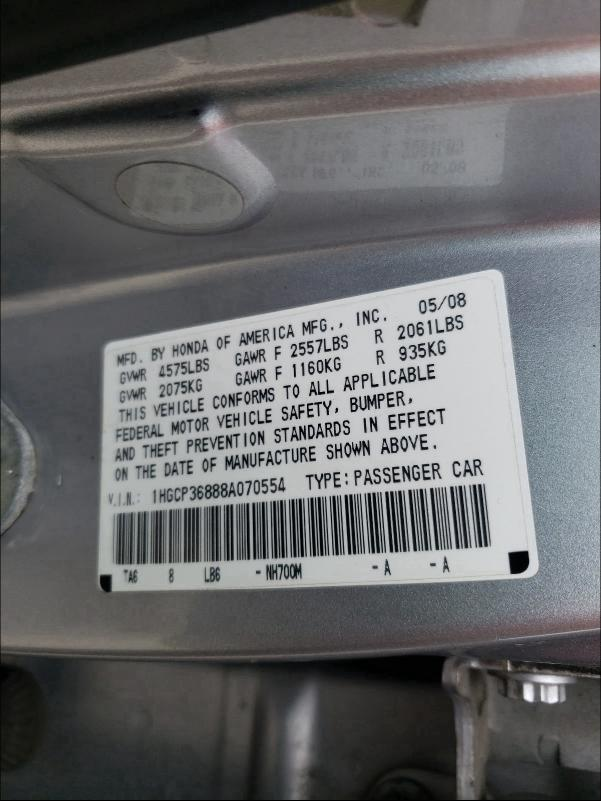 MFD. BY HONDA OF AMERICA MFG., INC. 05/08
GVWR 4575LBS GAWR F 2557LBS R 2061LBS
GVWR 2075KG GAWR F 1160KG R 935KG
THIS VEHICLE CONFORMS TO ALL APPLICABLE
FEDERAL MOTOR VEHICLE SAFETY, BUMPER,
AND THEFT PREVENTION STANDARDS IN EFFECT
ON THE DATE OF MANUFACTURE SHOWN ABOVE.
V.I.N.: 1HGCP36888A070554 TYPE: PASSENGER CAR
TA6 8 LB6 - NH700M - A - A